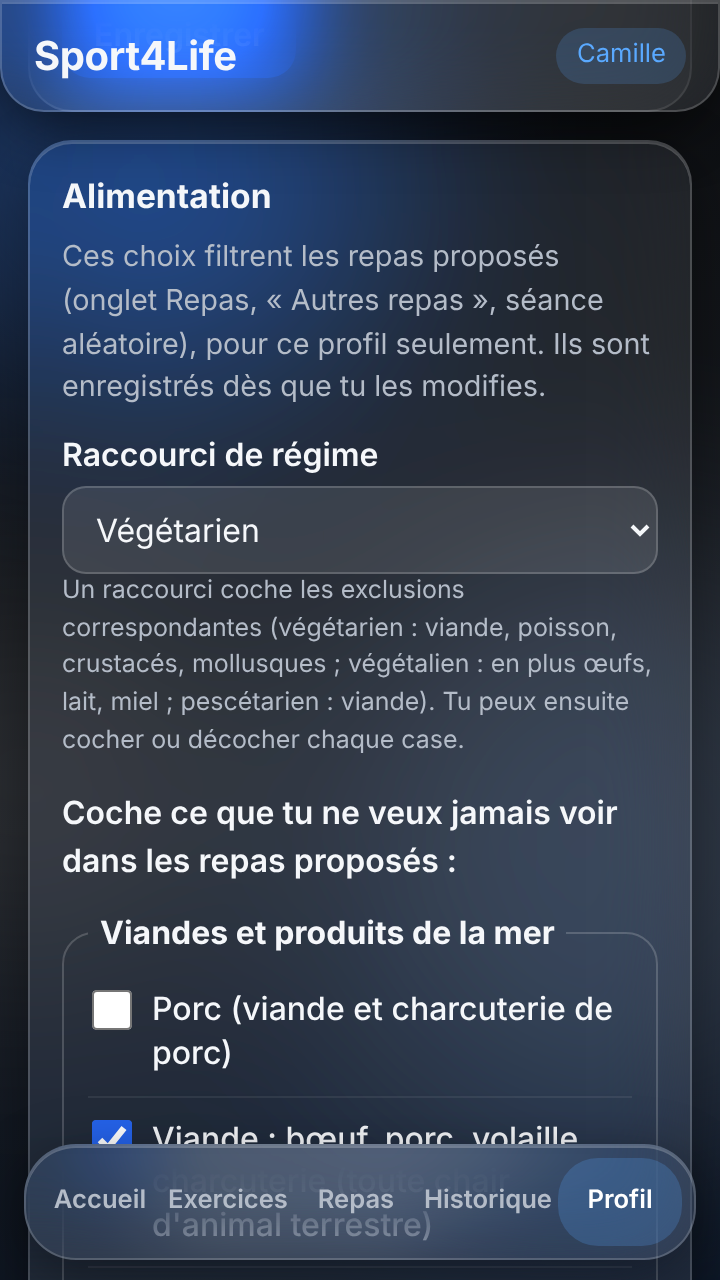 Enregistrer
Sport4Life
Camille
Alimentation
Ces choix filtrent les repas proposés
(onglet Repas, « Autres repas », séance
aléatoire), pour ce profil seulement. Ils sont
enregistrés dès que tu les modifies.
Raccourci de régime
Végétarien
Un raccourci coche les exclusions
correspondantes (végétarien : viande, poisson,
crustacés, mollusques ; végétalien : en plus œufs,
lait, miel ; pescétarien : viande). Tu peux ensuite
cocher ou décocher chaque case.
Coche ce que tu ne veux jamais voir
dans les repas proposés :
Viandes et produits de la mer
Porc (viande et charcuterie de
porc)
Viande : bœuf, porc, volaille,
charcuterie (toute chair
d'animal terrestre)
Accueil Exercices Repas Historique Profil